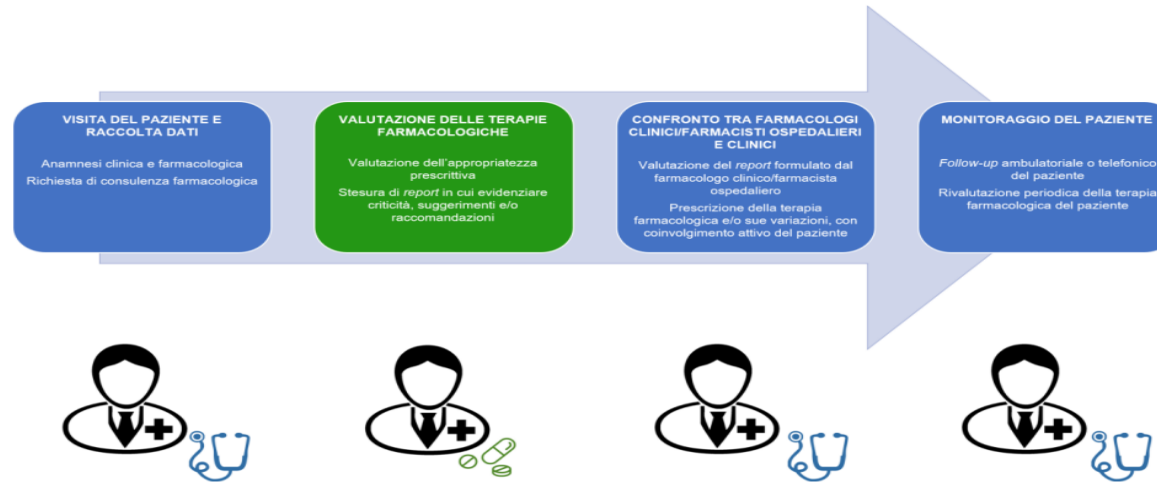 VISITA DEL PAZIENTE E
RACCOLTA DATI
Anamnesi clinica e farmacologica
Richiesta di consulenza farmacologica
VALUTAZIONE DELLE TERAPIE
FARMACOLOGICHE
Valutazione dell'appropriatezza
prescrittiva
Stesura di report in cui evidenziare
criticità, suggerimenti e/o
raccomandazioni
CONFRONTO TRA FARMACOLOGI
CLINICI/FARMACISTI OSPEDALIERI
E CLINICI
Valutazione del report formulato dal
farmacologo clinico/farmacista
ospedaliero
Prescrizione della terapia
farmacologica e/o sue variazioni, con
coinvolgimento attivo del paziente
MONITORAGGIO DEL PAZIENTE
Follow-up ambulatoriale o telefonico
del paziente
Rivalutazione periodica della terapia
farmacologica del paziente